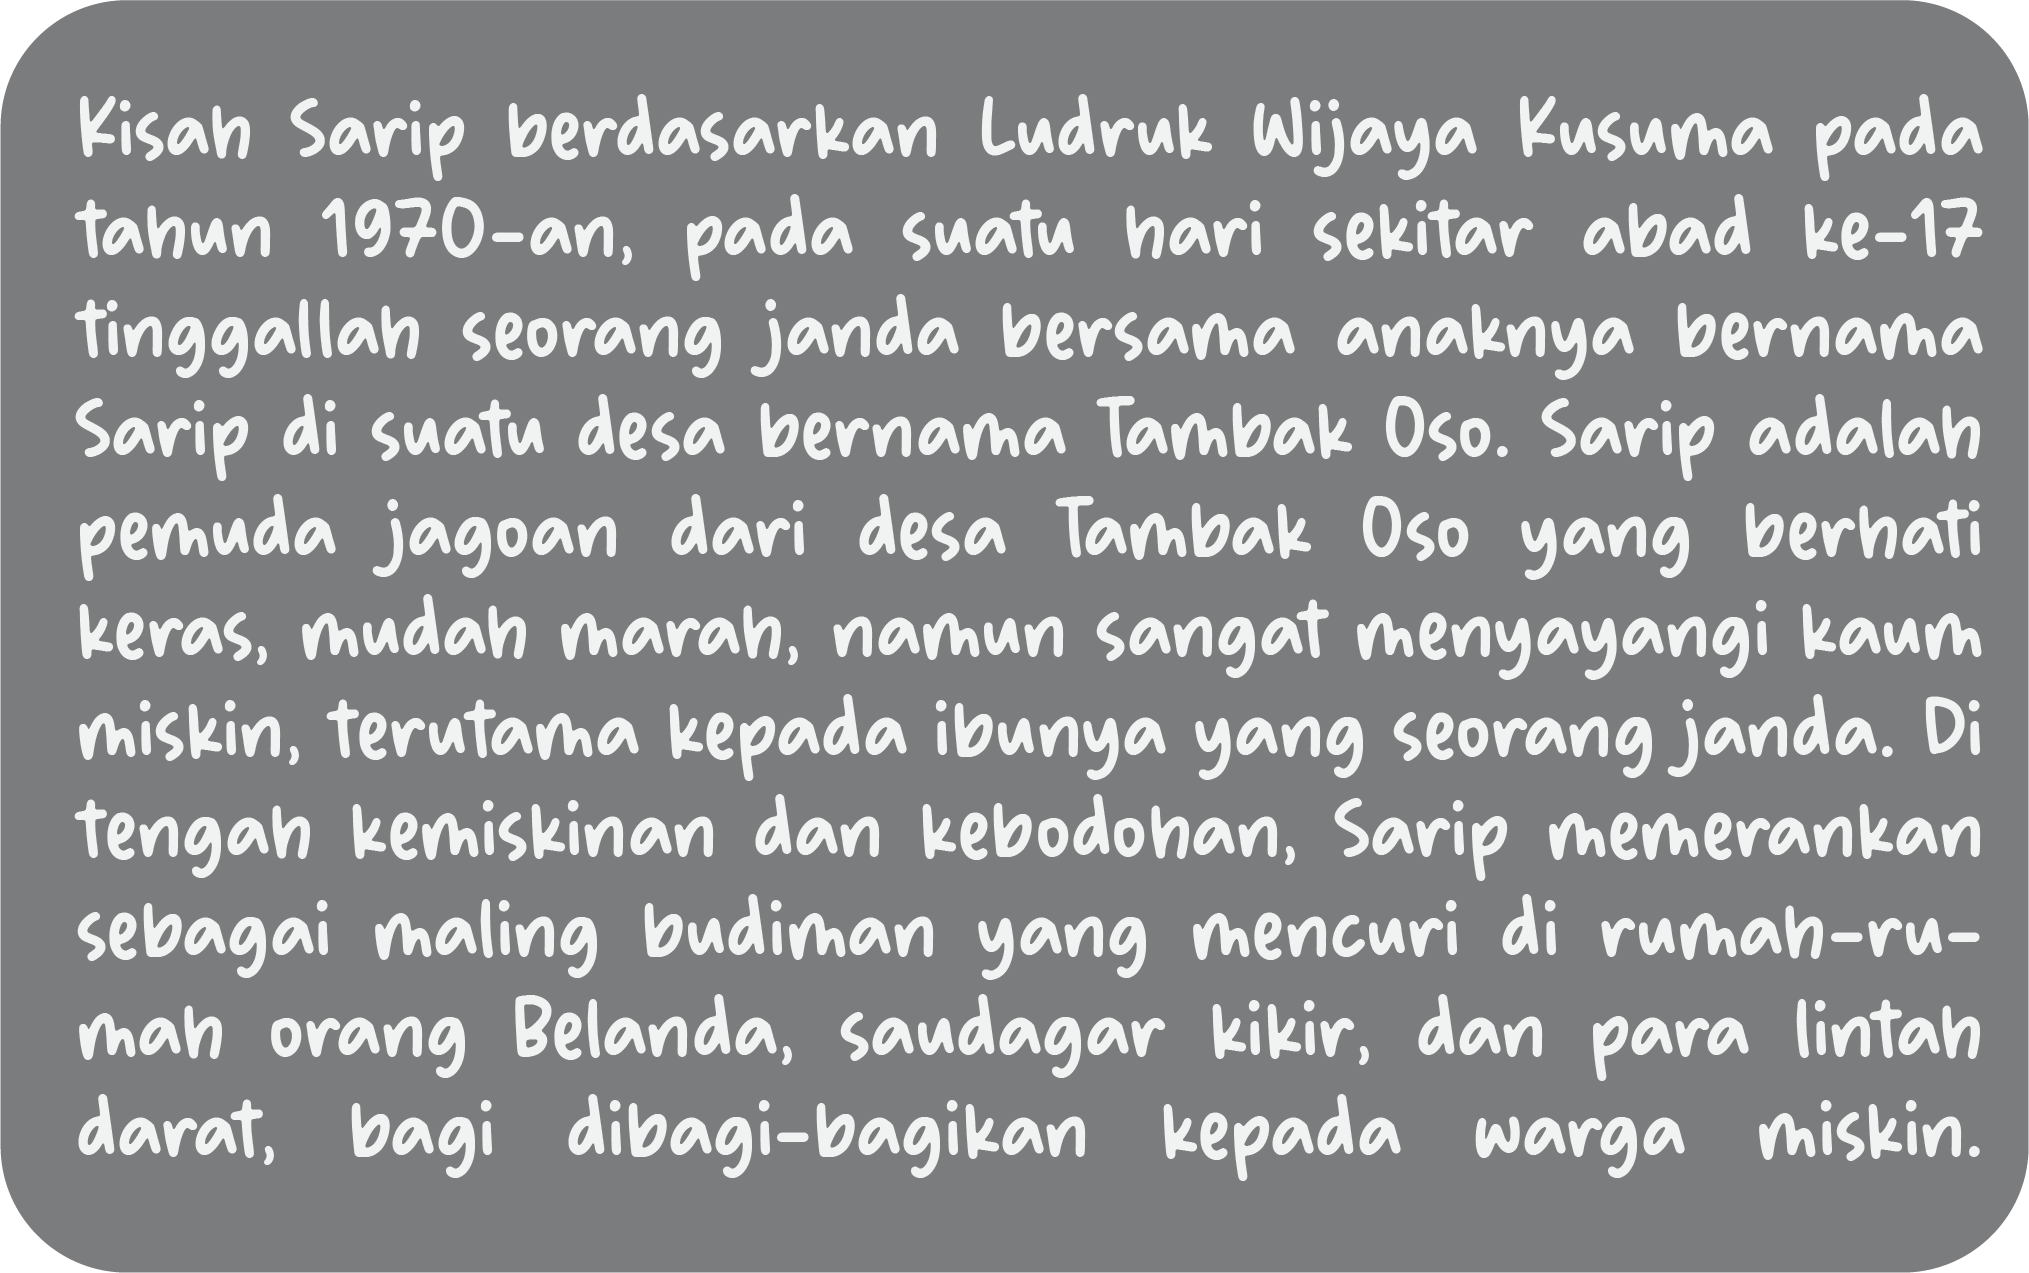 Kisah Sarip berdasarkan Ludruk Wijaya Kusuma pada
tahun 1970-an, pada suatu hari sekitar abad ke-17
tinggallah seorang janda bersama anaknya bernama
Sarip di suatu desa bernama Tambak Oso. Sarip adalah
pemuda jagoan dari desa Tambak Oso yang berhati
keras, mudah marah, namun sangat menyayangi kaum
miskin, terutama kepada ibunya yang seorang janda. Di
tengah kemiskinan dan kebodohan, Sarip memerankan
sebagai maling budiman yang mencuri di rumah-ru-
mah orang Belanda, saudagar kikir, dan para lintah
darat, bagi dibagi-bagikan kepada warga miskin.